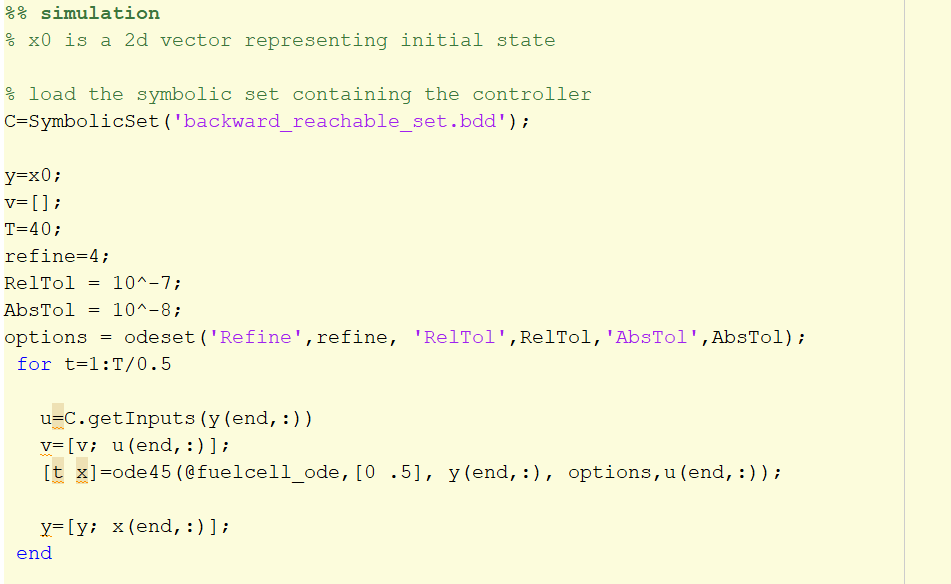 %% simulation
% x0 is a 2d vector representing initial state
% load the symbolic set containing the controller
C=SymbolicSet('backward_reachable_set.bdd');
y=x0;
v=[];
T=40;
refine=4;
RelTol = 10^-7;
AbsTol = 10^-8;
options = odeset('Refine',refine, 'RelTol',RelTol,'AbsTol',AbsTol);
for t=1:T/0.5
u=C.getInputs(y(end,:))
v=[v; u(end,:)];
[t x]=ode45(@fuelcell_ode,[0 .5], y(end,:), options,u(end,:));
y=[y; x(end,:)];
end